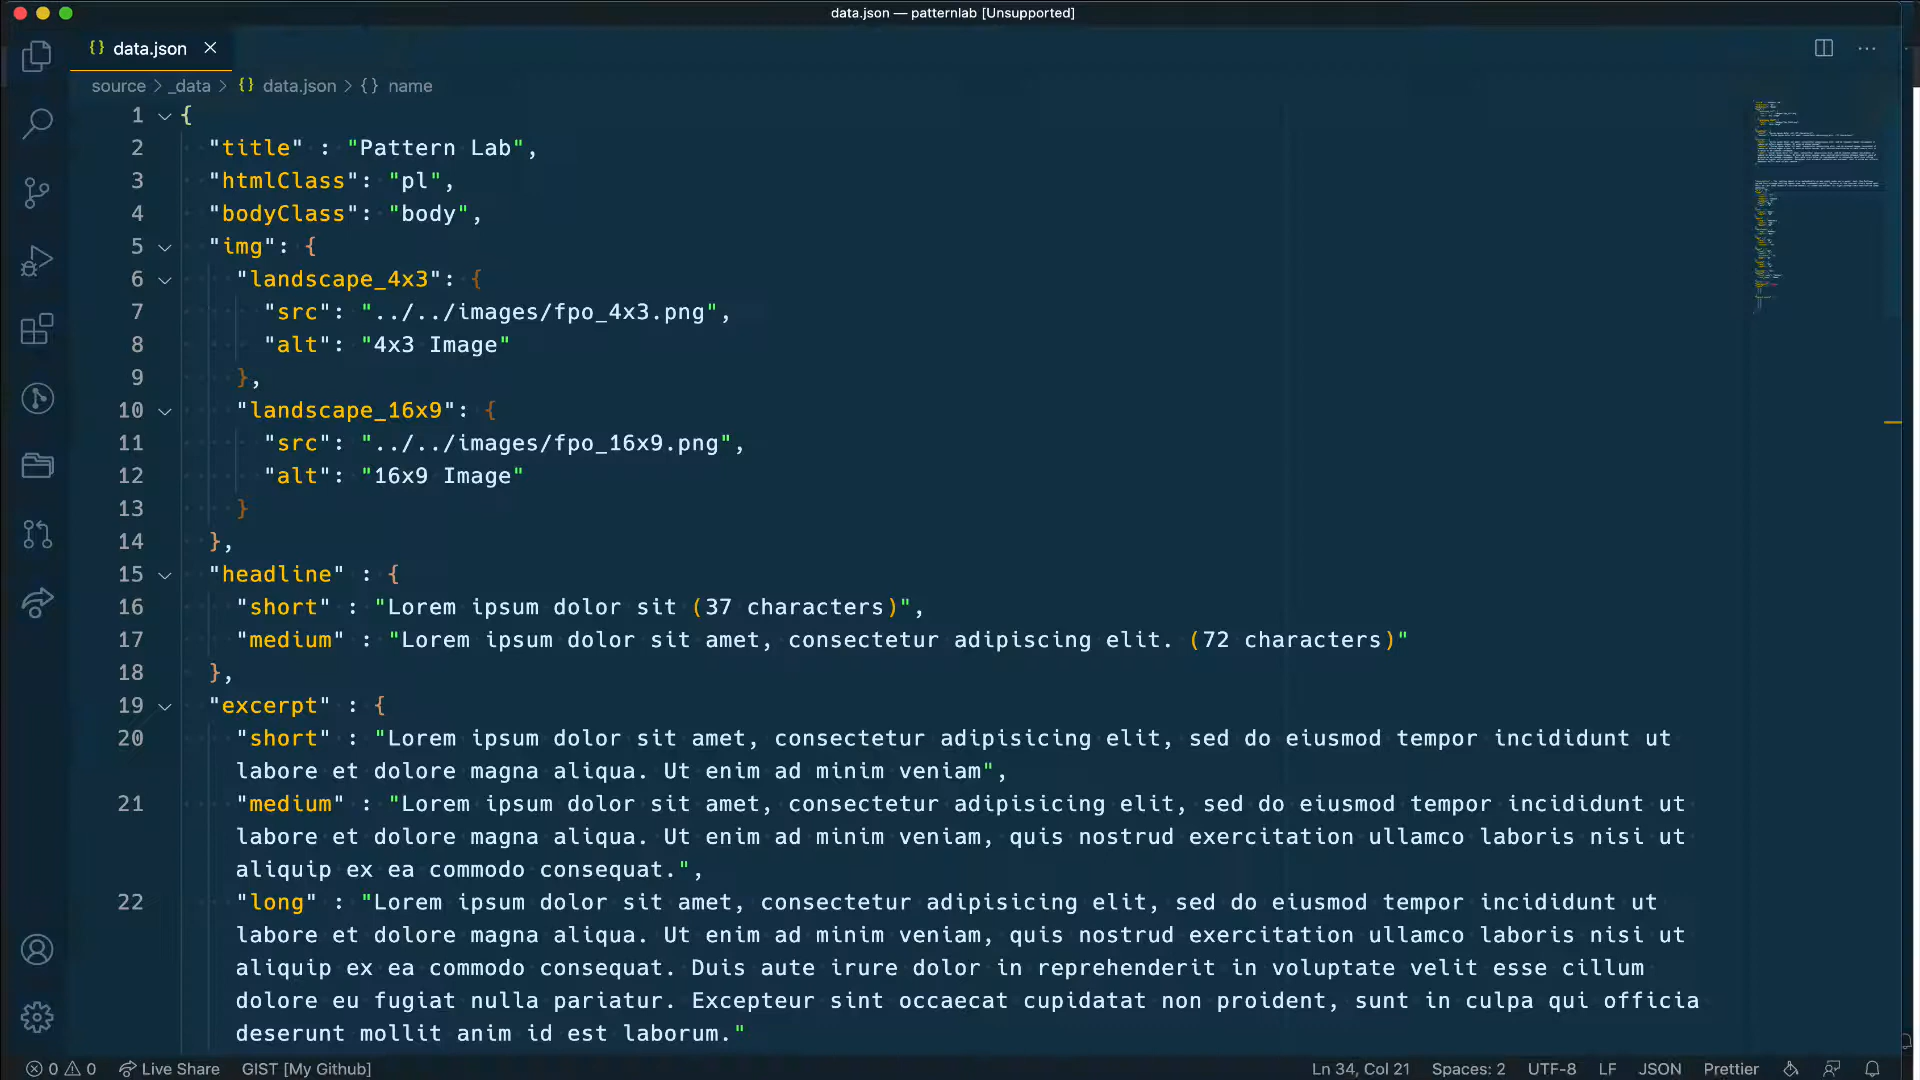 data.json — patternlab [Unsupported]
{} data.json ×
source > _data > {} data.json > {} name
1 {
2 "title" : "Pattern Lab",
3 "htmlClass": "pl",
4 "bodyClass": "body",
5 "img": {
6 "landscape_4x3": {
7 "src": "../../images/fpo_4x3.png",
8 "alt": "4x3 Image"
9 },
10 "landscape_16x9": {
11 "src": "../../images/fpo_16x9.png",
12 "alt": "16x9 Image"
13 }
14 },
15 "headline" : {
16 "short" : "Lorem ipsum dolor sit (37 characters)",
17 "medium" : "Lorem ipsum dolor sit amet, consectetur adipiscing elit. (72 characters)"
18 },
19 "excerpt" : {
20 "short" : "Lorem ipsum dolor sit amet, consectetur adipisicing elit, sed do eiusmod tempor incididunt ut
labore et dolore magna aliqua. Ut enim ad minim veniam",
21 "medium" : "Lorem ipsum dolor sit amet, consectetur adipisicing elit, sed do eiusmod tempor incididunt ut
labore et dolore magna aliqua. Ut enim ad minim veniam, quis nostrud exercitation ullamco laboris nisi ut
aliquip ex ea commodo consequat.",
22 "long" : "Lorem ipsum dolor sit amet, consectetur adipisicing elit, sed do eiusmod tempor incididunt ut
labore et dolore magna aliqua. Ut enim ad minim veniam, quis nostrud exercitation ullamco laboris nisi ut
aliquip ex ea commodo consequat. Duis aute irure dolor in reprehenderit in voluptate velit esse cillum
dolore eu fugiat nulla pariatur. Excepteur sint occaecat cupidatat non proident, sunt in culpa qui officia
deserunt mollit anim id est laborum."
0 0 Live Share GIST [My Github] Ln 34, Col 21 Spaces: 2 UTF-8 LF JSON Prettier